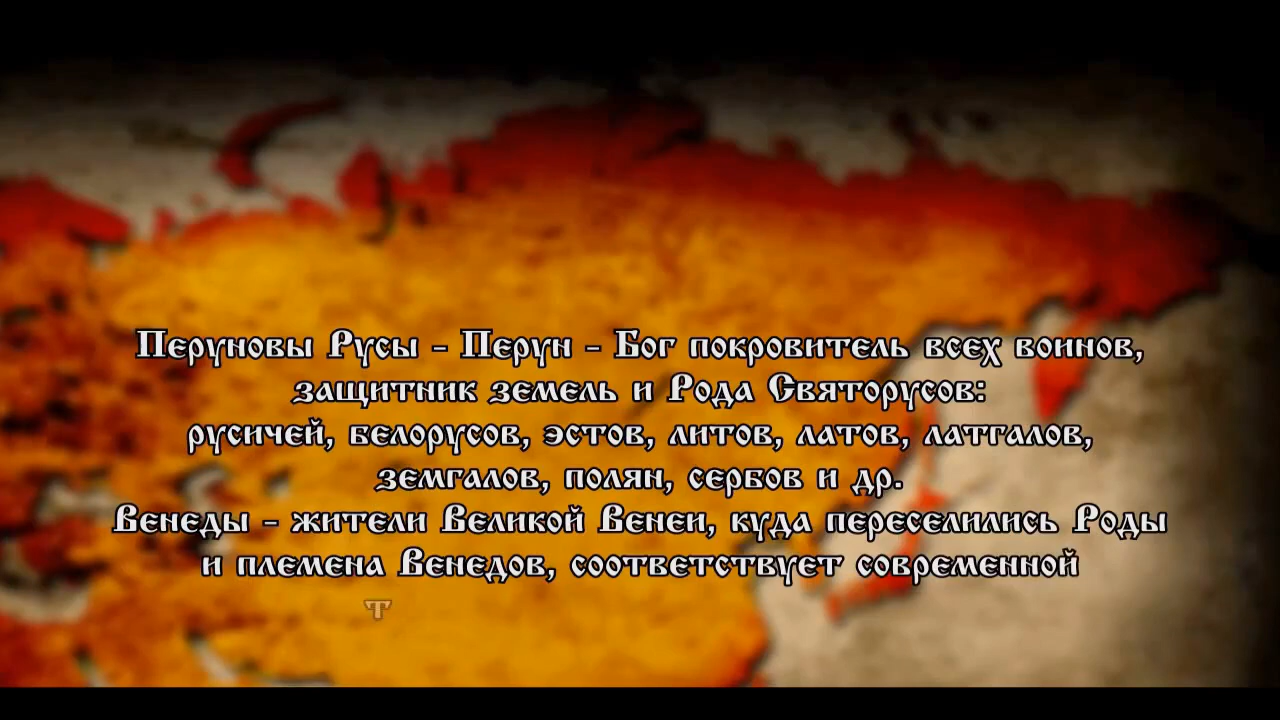 Перуновы Русы - Перун - Бог покровитель всех воинов,
защитник земель и Рода Святорусов:
русичей, белорусов, эстов, литов, латов, латгалов,
земгалов, полян, сербов и др.
Венеды - жители Великой Венеи, куда переселились Роды
и племена Венедов, соответствует современной
т